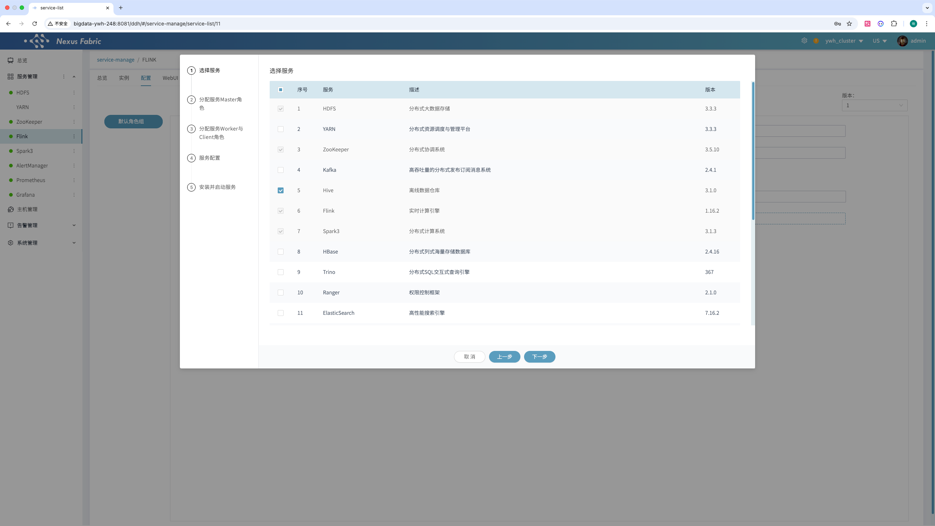 service-list
不安全
bigdata-ywh-248:8081/ddh/#/service-manage/service-list/11
Nexus Fabric
ywh_cluster
US
admin
总览
服务管理
HDFS
YARN
ZooKeeper
Flink
Spark3
AlertManager
Prometheus
Grafana
主机管理
告警管理
系统管理
service-manage / FLINK
总览 实例 配置 WebUI
默认角色组
版本:
1
1 选择服务
2 分配服务Master角
色
3 分配服务Worker与
Client角色
4 服务配置
5 安装并启动服务
选择服务
序号 服务 描述 版本
1 HDFS 分布式大数据存储 3.3.3
2 YARN 分布式资源调度与管理平台 3.3.3
3 ZooKeeper 分布式协调系统 3.5.10
4 Kafka 高吞吐量的分布式发布订阅消息系统 2.4.1
5 Hive 离线数据仓库 3.1.0
6 Flink 实时计算引擎 1.16.2
7 Spark3 分布式计算系统 3.1.3
8 HBase 分布式列式海量存储数据库 2.4.16
9 Trino 分布式SQL交互式查询引擎 367
10 Ranger 权限控制框架 2.1.0
11 ElasticSearch 高性能搜索引擎 7.16.2
取 消 上一步 下一步